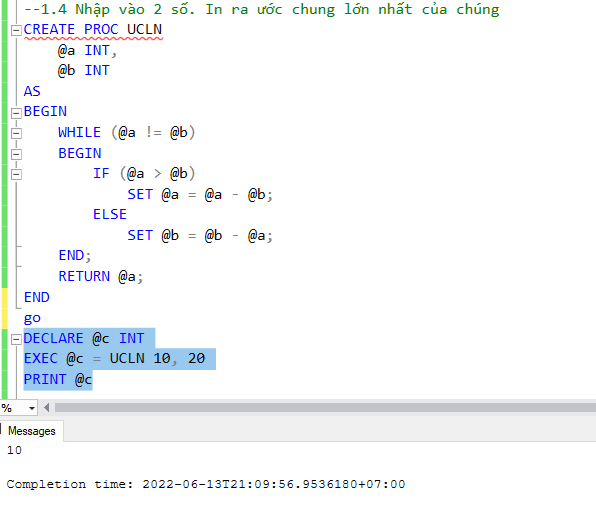 --1.4 Nhập vào 2 số. In ra ước chung lớn nhất của chúng
CREATE PROC UCLN
@a INT,
@b INT
AS
BEGIN
WHILE (@a != @b)
BEGIN
IF (@a > @b)
SET @a = @a - @b;
ELSE
SET @b = @b - @a;
END;
RETURN @a;
END
go
DECLARE @c INT
EXEC @c = UCLN 10, 20
PRINT @c
%
Messages
10
Completion time: 2022-06-13T21:09:56.9536180+07:00